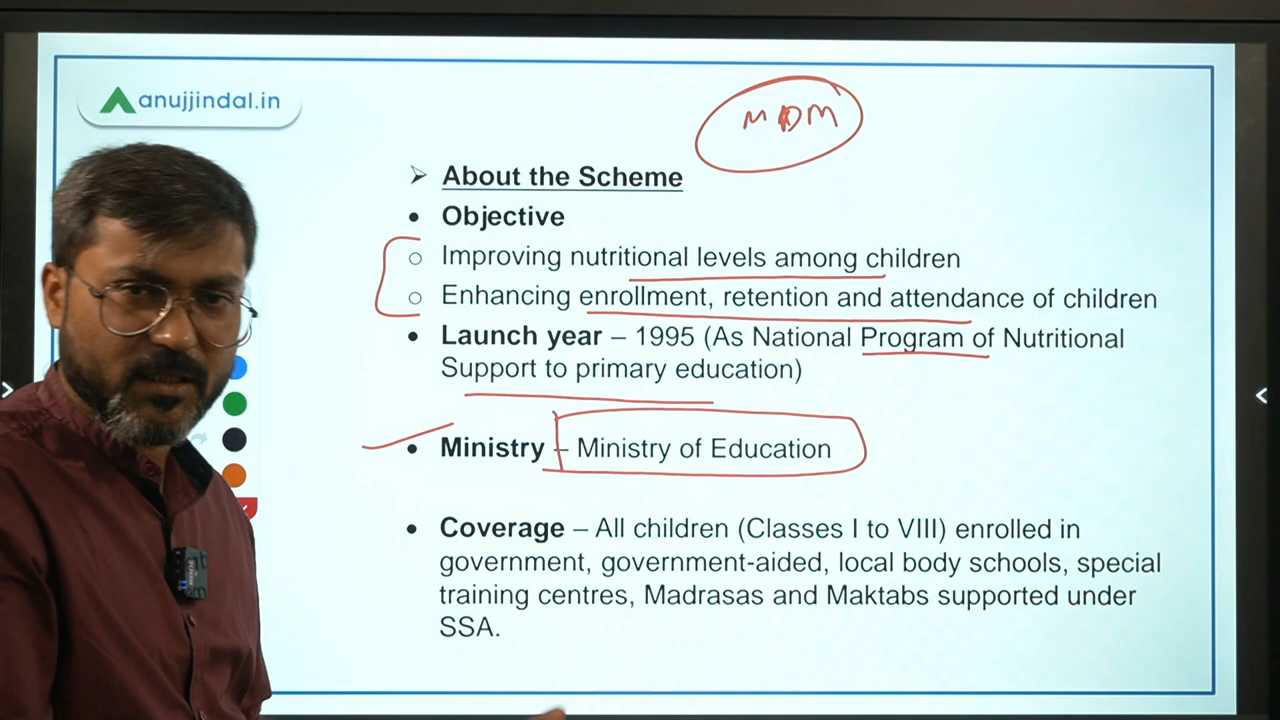 anujjindal.in
MDM
➢ About the Scheme
• Objective
○ Improving nutritional levels among children
○ Enhancing enrollment, retention and attendance of children
• Launch year – 1995 (As National Program of Nutritional
Support to primary education)
• Ministry – Ministry of Education
• Coverage – All children (Classes I to VIII) enrolled in
government, government-aided, local body schools, special
training centres, Madrasas and Maktabs supported under
SSA.